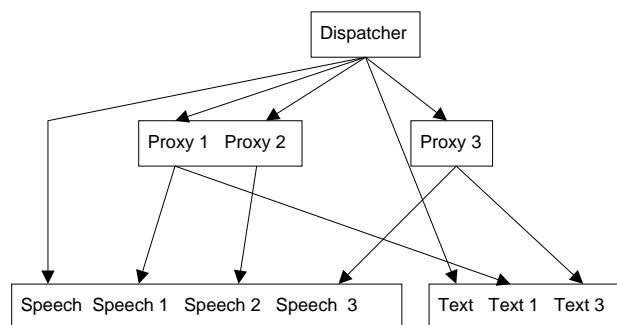 Dispatcher
Proxy 1 Proxy 2 Proxy 3
Speech Speech 1 Speech 2 Speech 3 Text Text 1 Text 3